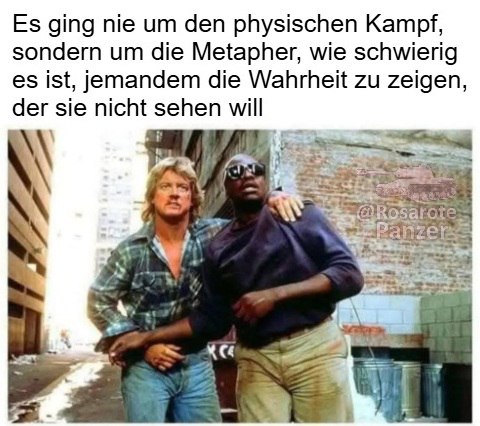 Es ging nie um den physischen Kampf,
sondern um die Metapher, wie schwierig
es ist, jemandem die Wahrheit zu zeigen,
der sie nicht sehen will
@Rosarote
Panzer